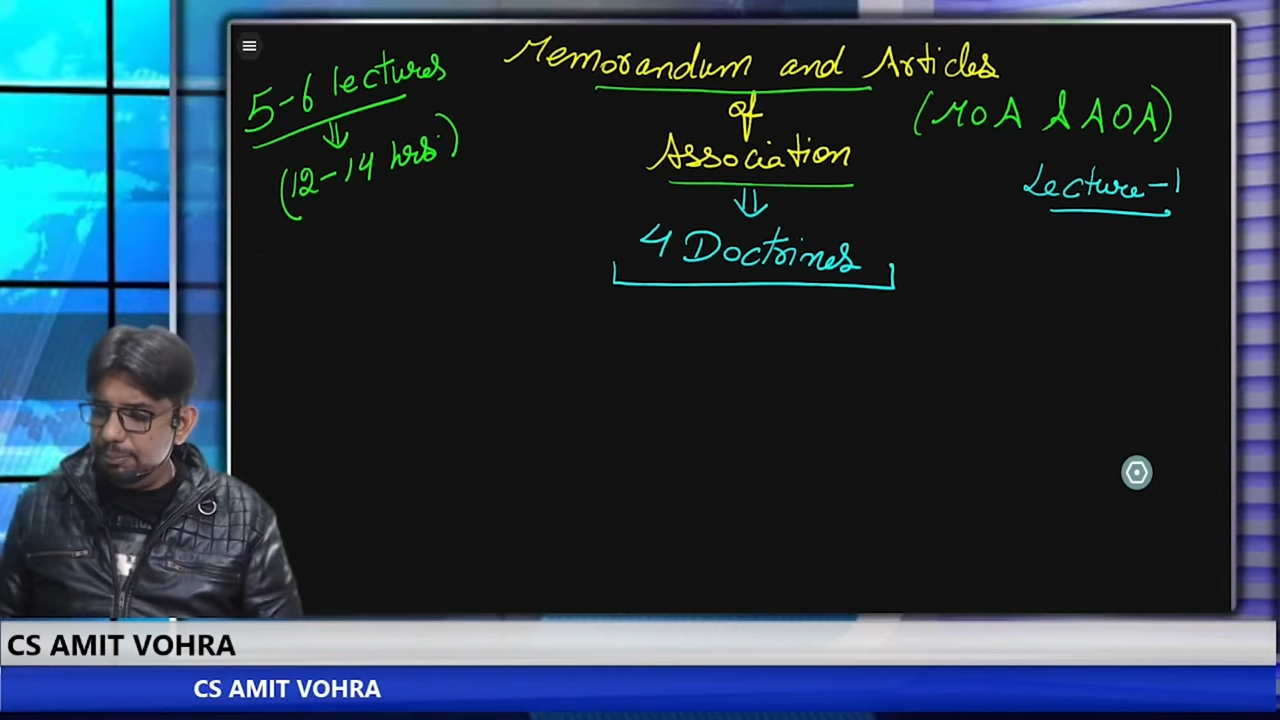 5-6 lectures
(12-14 hrs.)
Memorandum and Articles
of
Association
(MOA & AOA)
Lecture-1
4 Doctrines
CS AMIT VOHRA
CS AMIT VOHRA